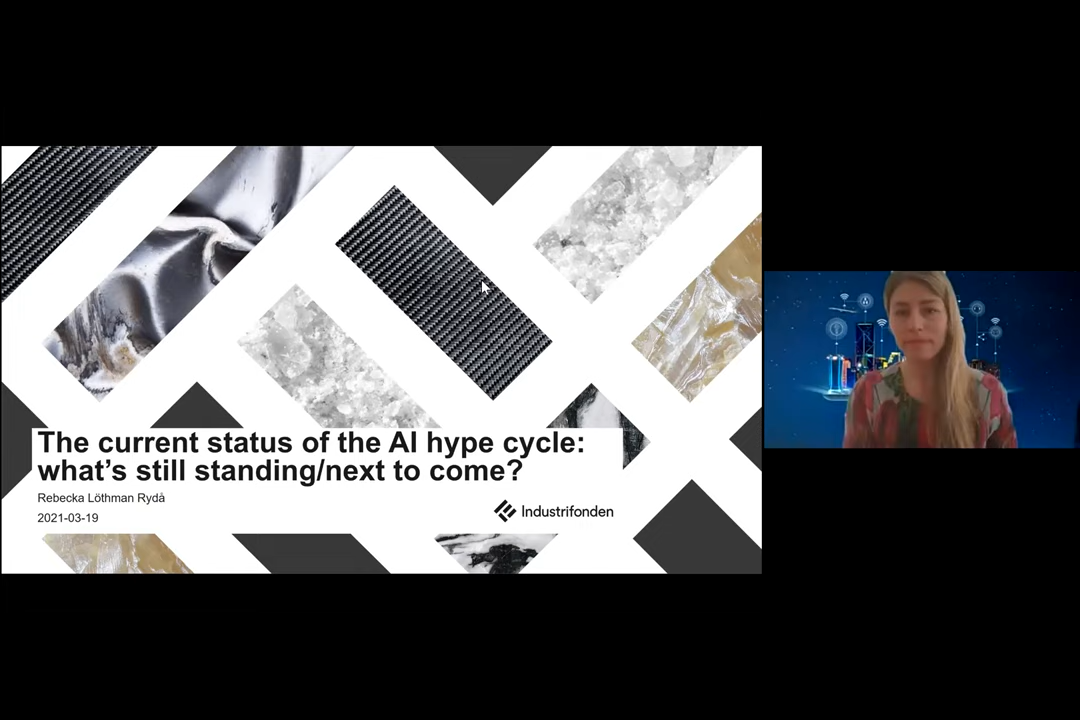 The current status of the AI hype cycle:
what's still standing/next to come?
Rebecka Löthman Rydå
2021-03-19
Industrifonden